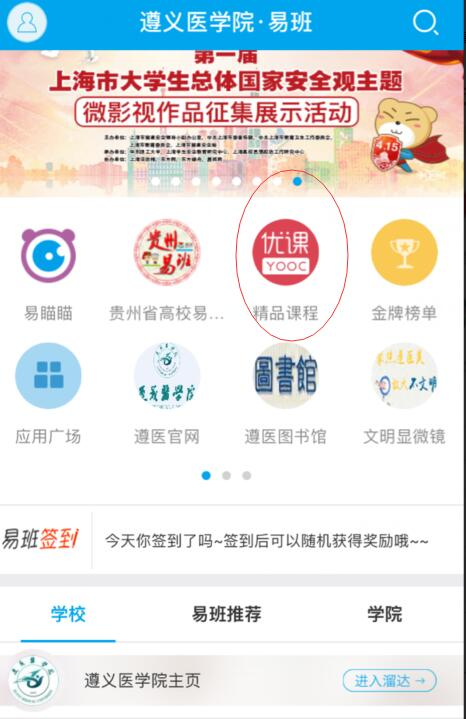 遵义医学院·易班
第一届
上海市大学生总体国家安全观主题
微影视作品征集展示活动
4.15
贵州
易班
优课
YOOC
易瞄瞄
贵州省高校易...
精品课程
金牌榜单
遵義醫學院
圖書館
不文明
应用广场
遵医官网
遵医图书馆
文明显微镜
易班签到
今天你签到了吗~签到后可以随机获得奖励哦~~
学校
易班推荐
学院
遵义医学院主页
进入溜达 →